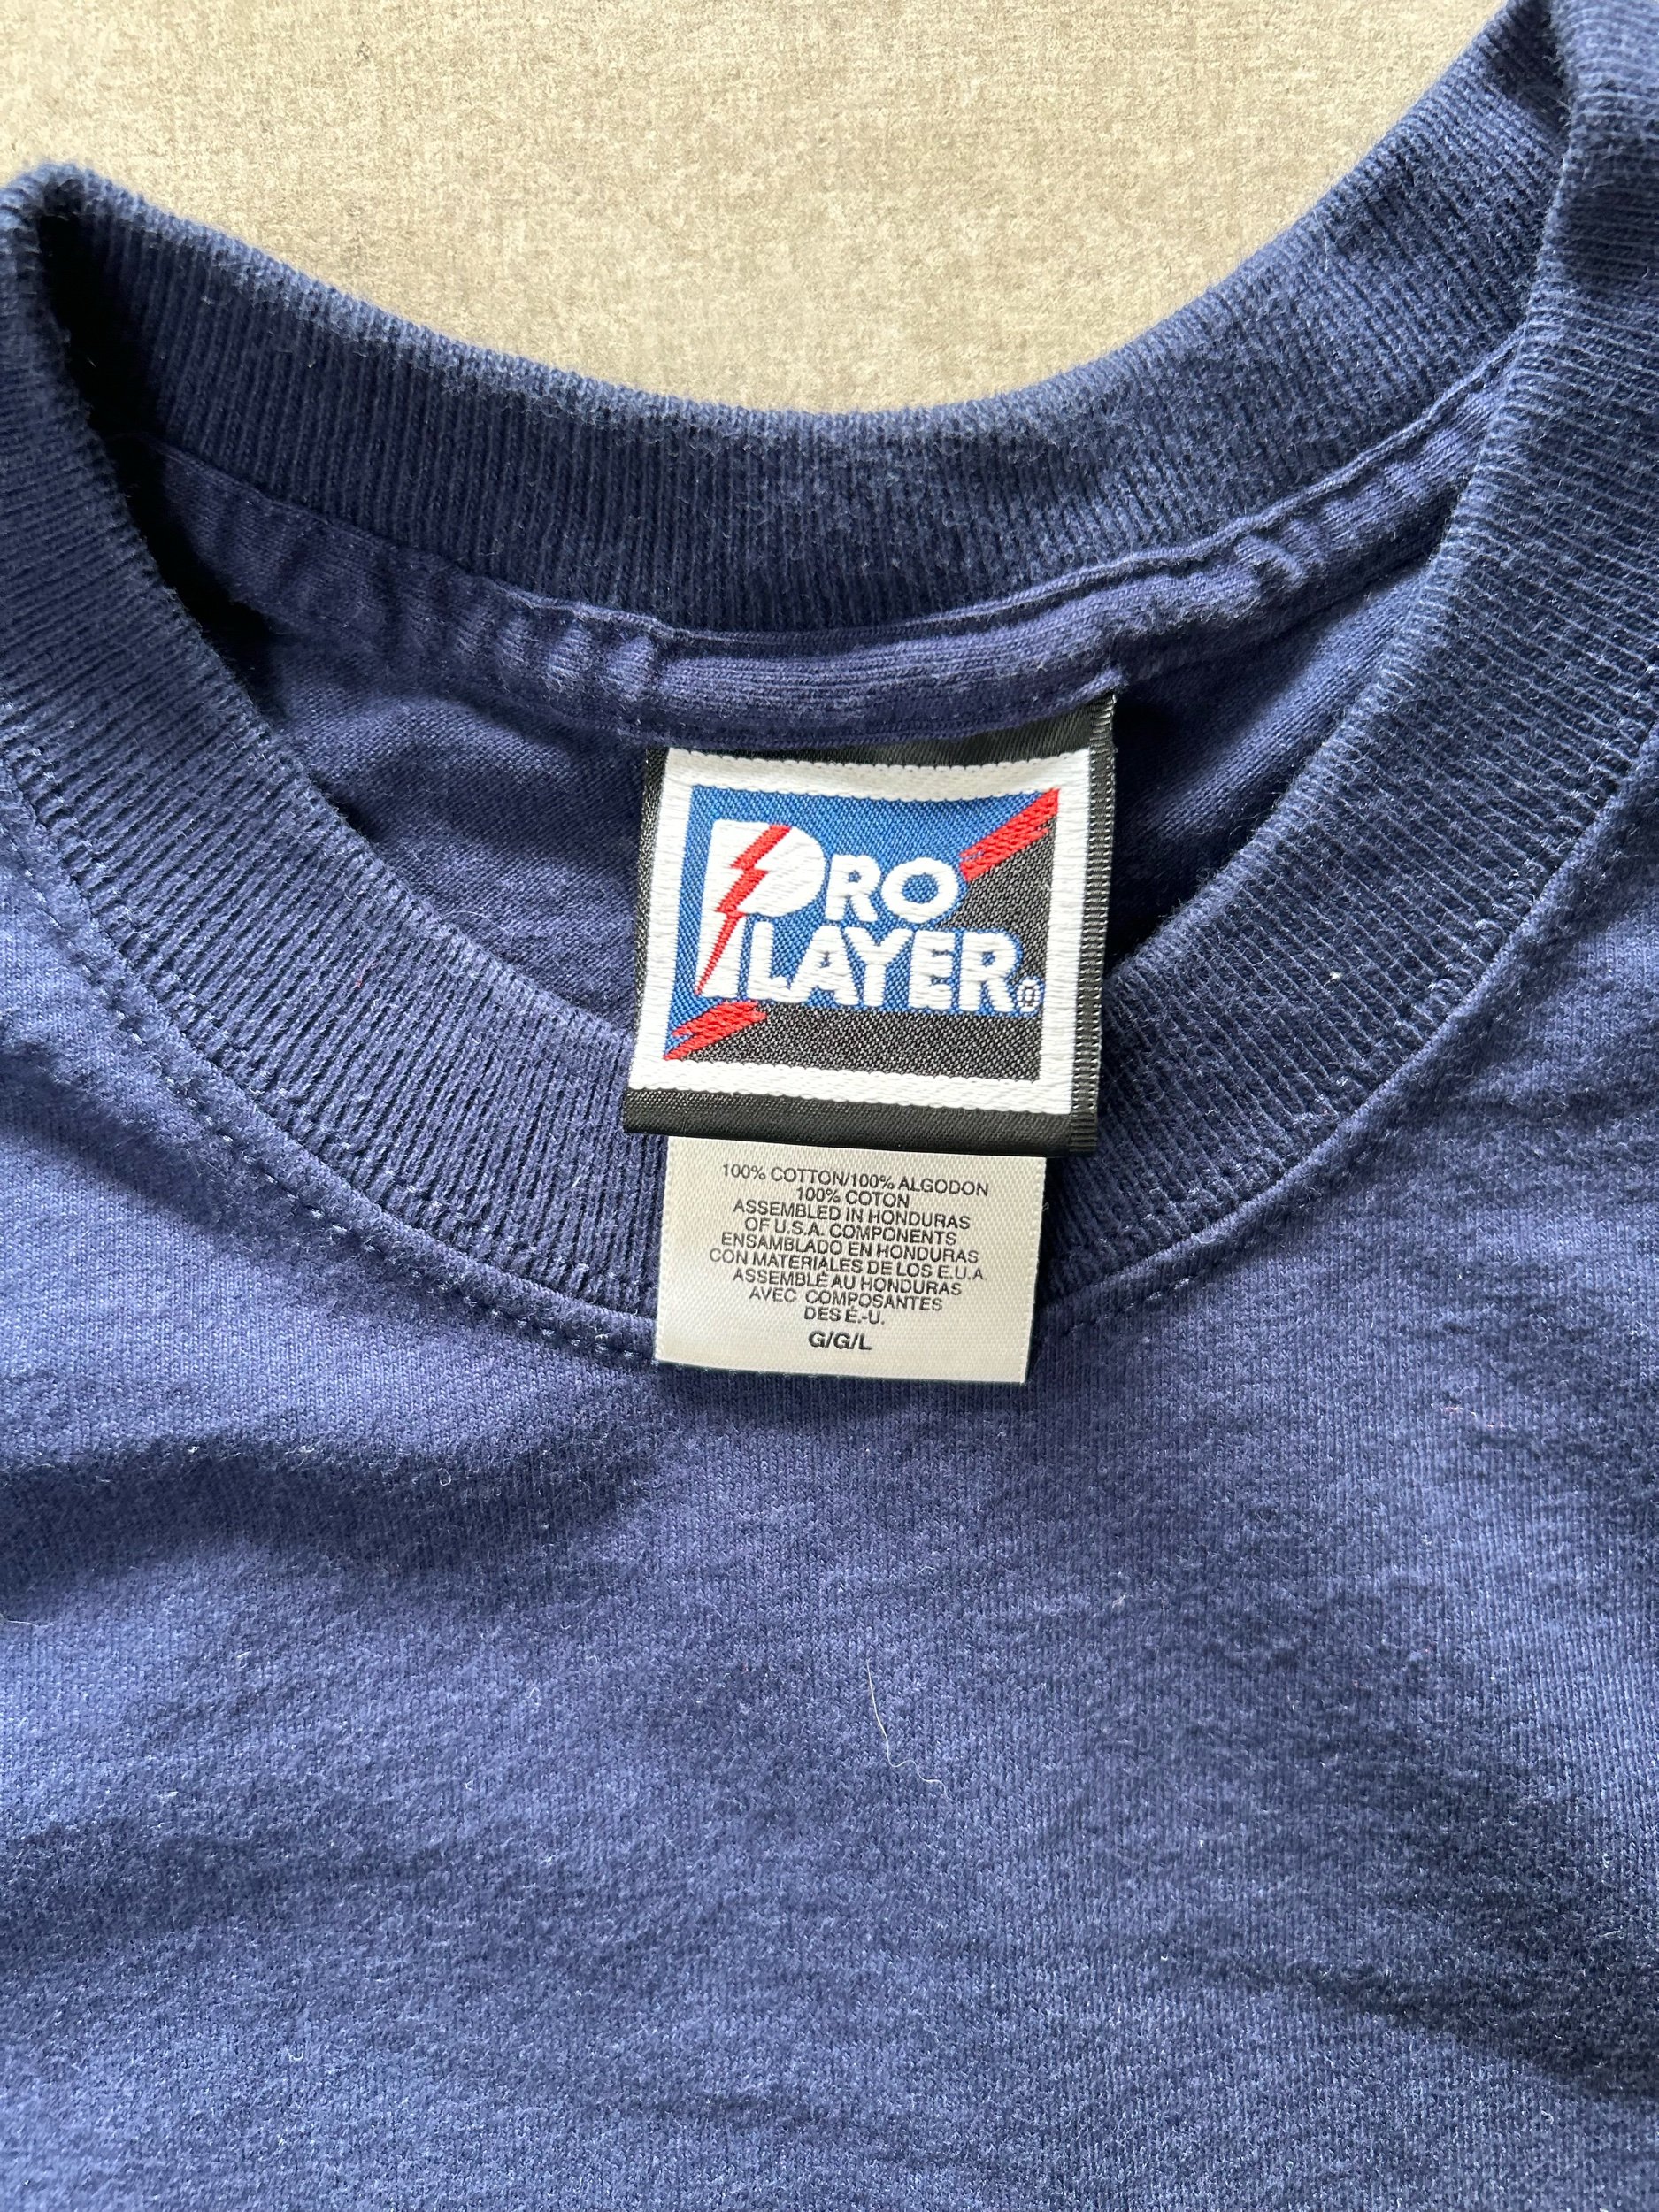 PRO
PLAYER®
100% COTTON/100% ALGODON
100% COTON
ASSEMBLED IN HONDURAS
OF U.S.A. COMPONENTS
ENSAMBLADO EN HONDURAS
CON MATERIALES DE LOS E.U.A.
ASSEMBLÉ AU HONDURAS
AVEC COMPOSANTES
DES É.-U.
G/G/L